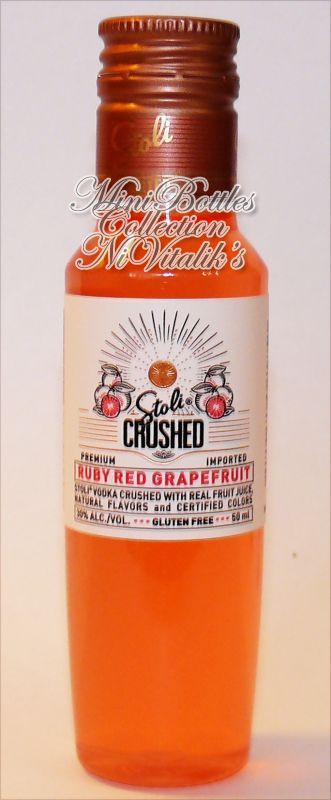 Stoli
MiniBottles
Collection
NiVitalik's
Stoli®
CRUSHED
PREMIUM IMPORTED
RUBY RED GRAPEFRUIT
STOLI® VODKA CRUSHED WITH REAL FRUIT JUICE,
NATURAL FLAVORS and CERTIFIED COLORS
30% ALC./VOL. *** GLUTEN FREE *** 50 ml